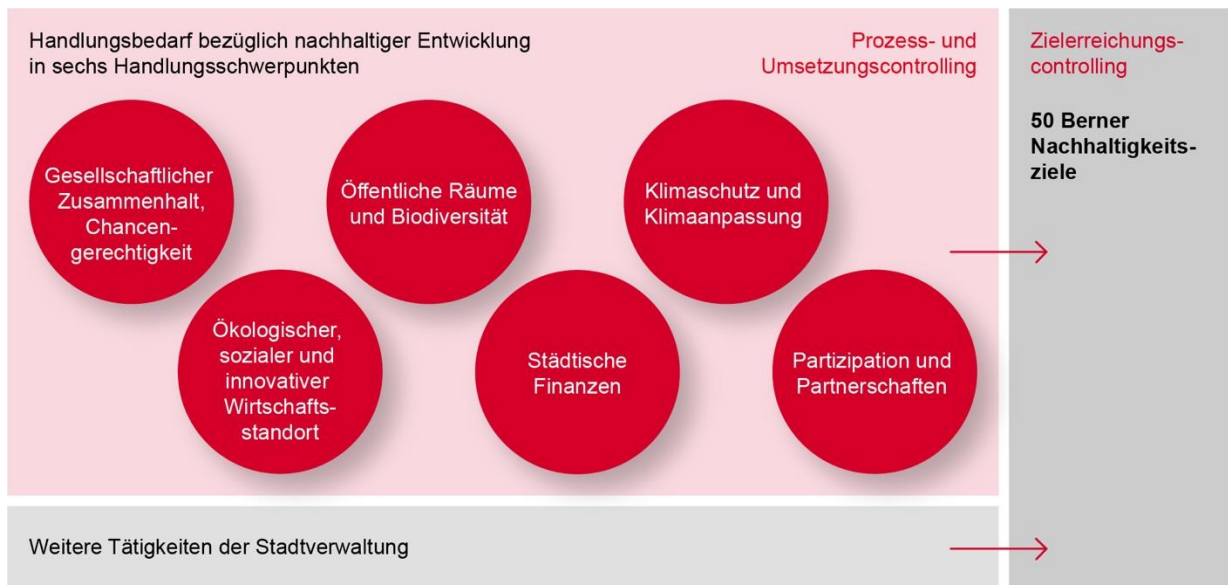 Handlungsbedarf bezüglich nachhaltiger Entwicklung
in sechs Handlungsschwerpunkten
Prozess- und
Umsetzungscontrolling
Zielerreichungs-
controlling
50 Berner
Nachhaltigkeits-
ziele
Gesellschaftlicher
Zusammenhalt,
Chancen-
gerechtigkeit
Öffentliche Räume
und Biodiversität
Klimaschutz und
Klimaanpassung
Ökologischer,
sozialer und
innovativer
Wirtschafts-
standort
Städtische
Finanzen
Partizipation und
Partnerschaften
Weitere Tätigkeiten der Stadtverwaltung